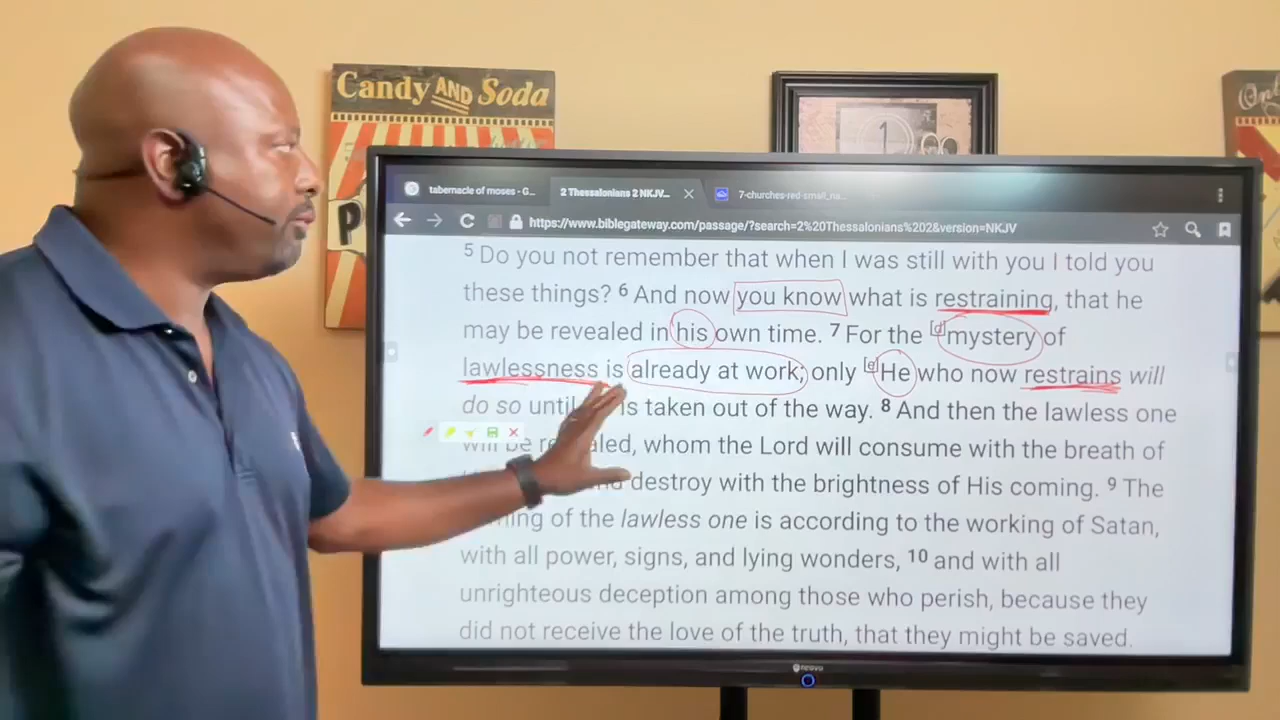 Candy AND Soda
P
1
On
tabernacle of moses - G...
2 Thessalonians 2 NKJV...
7-churches-red-small_na...
https://www.biblegateway.com/passage/?search=2%20Thessalonians%202&version=NKJV
5 Do you not remember that when I was still with you I told you
these things? 6 And now you know what is restraining, that he
may be revealed in his own time. 7 For the [d]mystery of
lawlessness is already at work; only [e]He who now restrains will
do so until is taken out of the way. 8 And then the lawless one
will be revealed, whom the Lord will consume with the breath of
destroy with the brightness of His coming. 9 The
of the lawless one is according to the working of Satan,
with all power, signs, and lying wonders, 10 and with all
unrighteous deception among those who perish, because they
did not receive the love of the truth, that they might be saved.
neovo